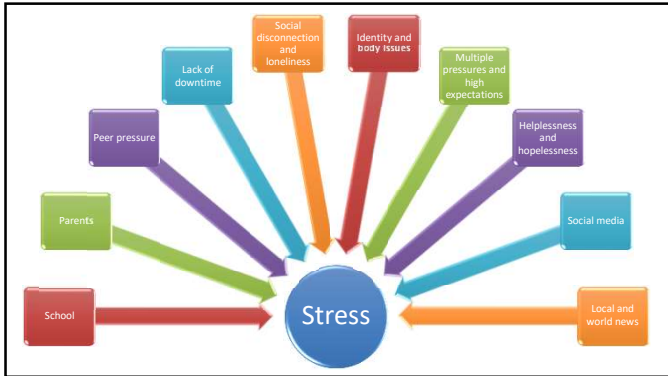 School
Parents
Peer pressure
Lack of
downtime
Social
disconnection
and
loneliness
Identity and
body Issues
Multiple
pressures and
high
expectations
Helplessness
and
hopelessness
Social media
Local and
world news
Stress